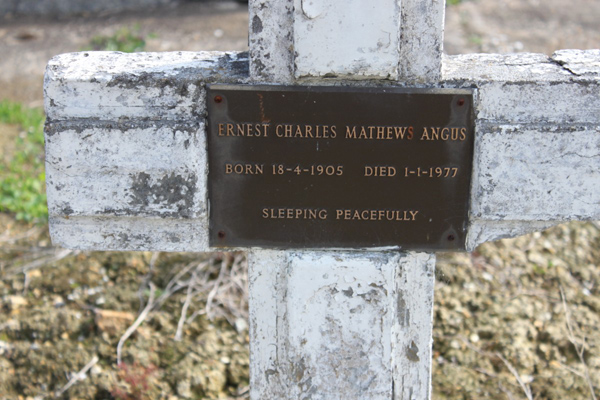 ERNEST CHARLES MATHEWS ANGUS
BORN 18-4-1905 DIED 1-1-1977
SLEEPING PEACEFULLY